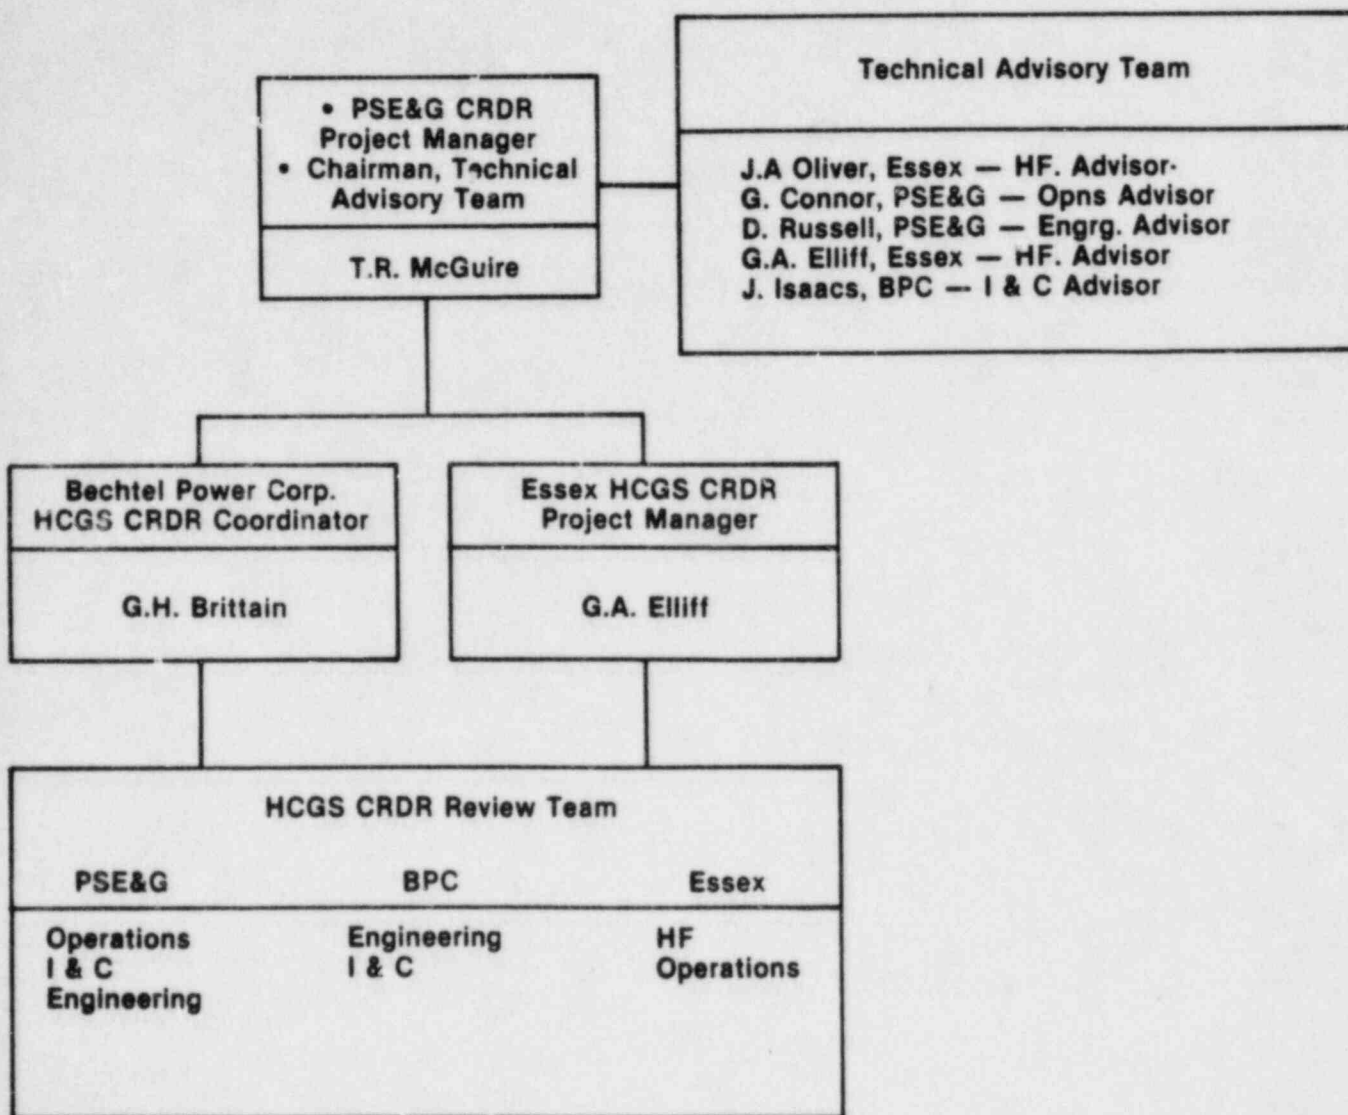 • PSE&G CRDR
Project Manager
• Chairman, Technical
Advisory Team
T.R. McGuire
Technical Advisory Team
J.A Oliver, Essex — HF. Advisor
G. Connor, PSE&G — Opns Advisor
D. Russell, PSE&G — Engrg. Advisor
G.A. Elliff, Essex — HF. Advisor
J. Isaacs, BPC — I & C Advisor
Bechtel Power Corp.
HCGS CRDR Coordinator
G.H. Brittain
Essex HCGS CRDR
Project Manager
G.A. Elliff
HCGS CRDR Review Team
PSE&G BPC Essex
Operations Engineering HF
I & C I & C Operations
Engineering